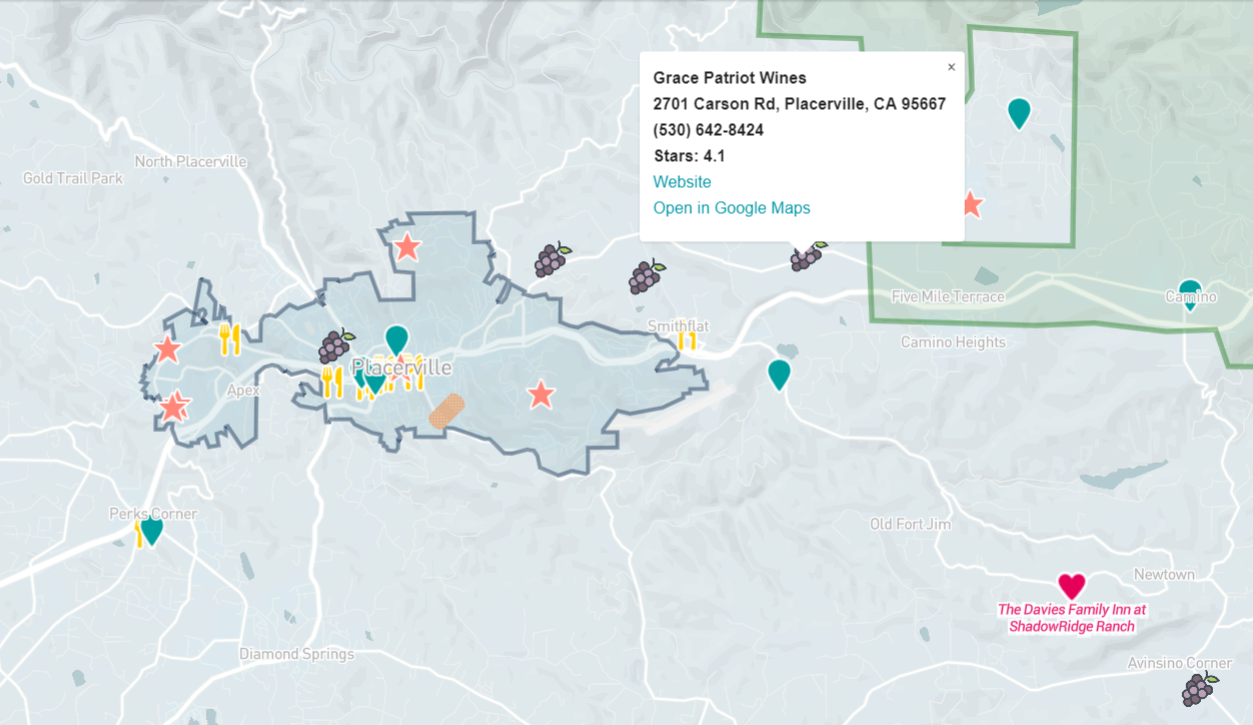 Grace Patriot Wines
×
2701 Carson Rd, Placerville, CA 95667
(530) 642-8424
Stars: 4.1
Website
Open in Google Maps
North Placerville
Gold Trail Park
Five Mile Terrace
Camino
Smithflat
Camino Heights
Placerville
Apex
Perks Corner
Old Fort Jim
Newtown
The Davies Family Inn at
ShadowRidge Ranch
Diamond Springs
Avinsino Corner